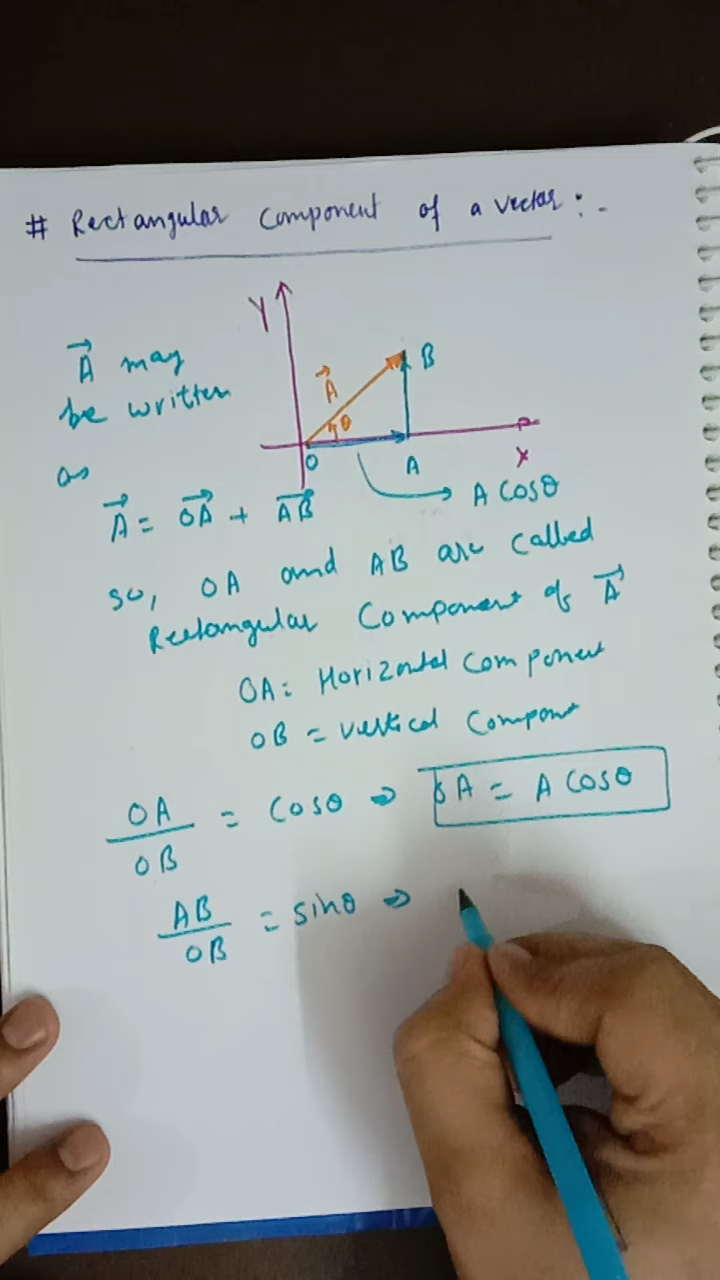 # Rectangular Component of a vector :-
Y
A⃗ may
be written
as
A⃗
θ
B
O
A
X
A cosθ
A⃗ = OA⃗ + AB⃗
so, OA and AB are called
Rectangular Component of A⃗
OA = Horizontal Component
OB = vertical Component
OA/OB = cosθ ⇒ OA = A cosθ
AB/OB = sinθ ⇒